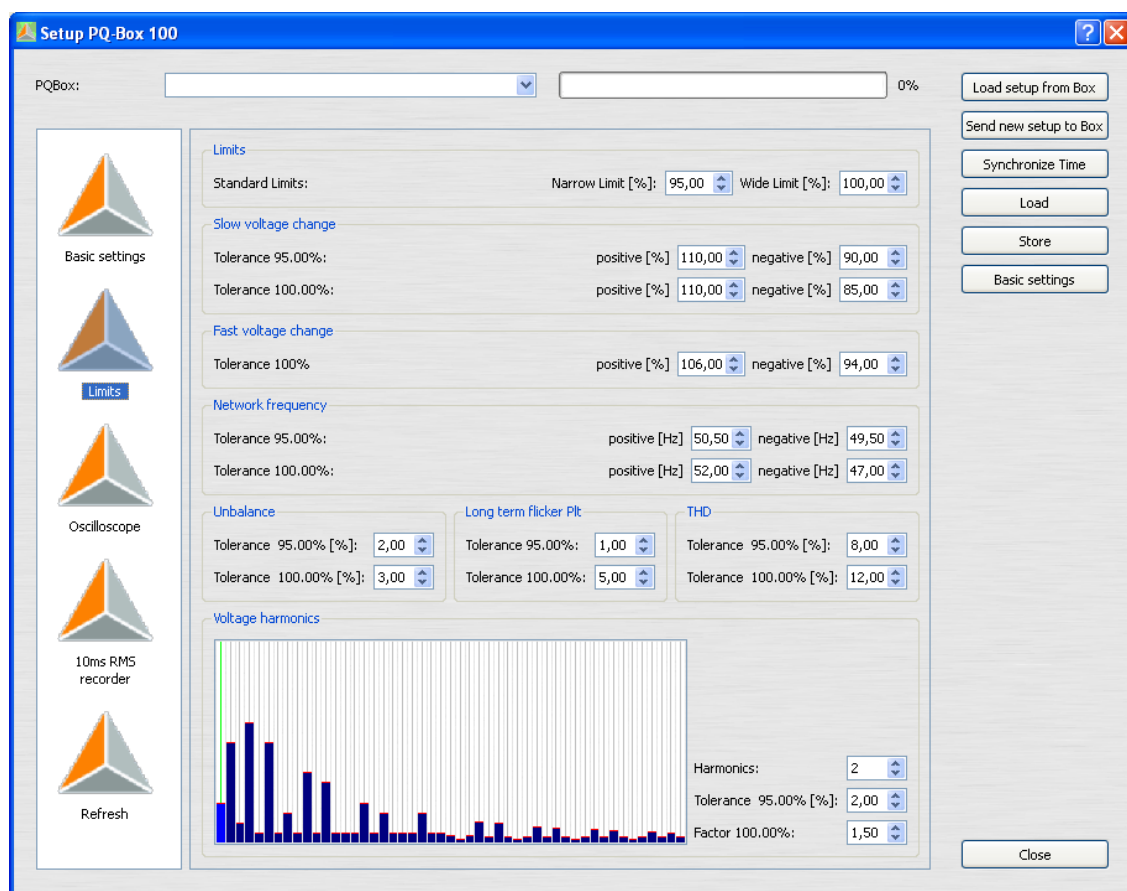 Setup PQ-Box 100
PQBox: 0%
Load setup from Box
Send new setup to Box
Synchronize Time
Load
Store
Basic settings
Basic settings
Limits
Oscilloscope
10ms RMS
recorder
Refresh
Limits
Standard Limits: Narrow Limit [%]: 95,00 Wide Limit [%]: 100,00
Slow voltage change
Tolerance 95.00%: positive [%] 110,00 negative [%] 90,00
Tolerance 100.00%: positive [%] 110,00 negative [%] 85,00
Fast voltage change
Tolerance 100% positive [%] 106,00 negative [%] 94,00
Network frequency
Tolerance 95.00%: positive [Hz] 50,50 negative [Hz] 49,50
Tolerance 100.00%: positive [Hz] 52,00 negative [Hz] 47,00
Unbalance
Tolerance 95.00% [%]: 2,00
Tolerance 100.00% [%]: 3,00
Long term flicker Plt
Tolerance 95.00%: 1,00
Tolerance 100.00%: 5,00
THD
Tolerance 95.00% [%]: 8,00
Tolerance 100.00% [%]: 12,00
Voltage harmonics
Harmonics: 2
Tolerance 95.00% [%]: 2,00
Factor 100.00%: 1,50
Close